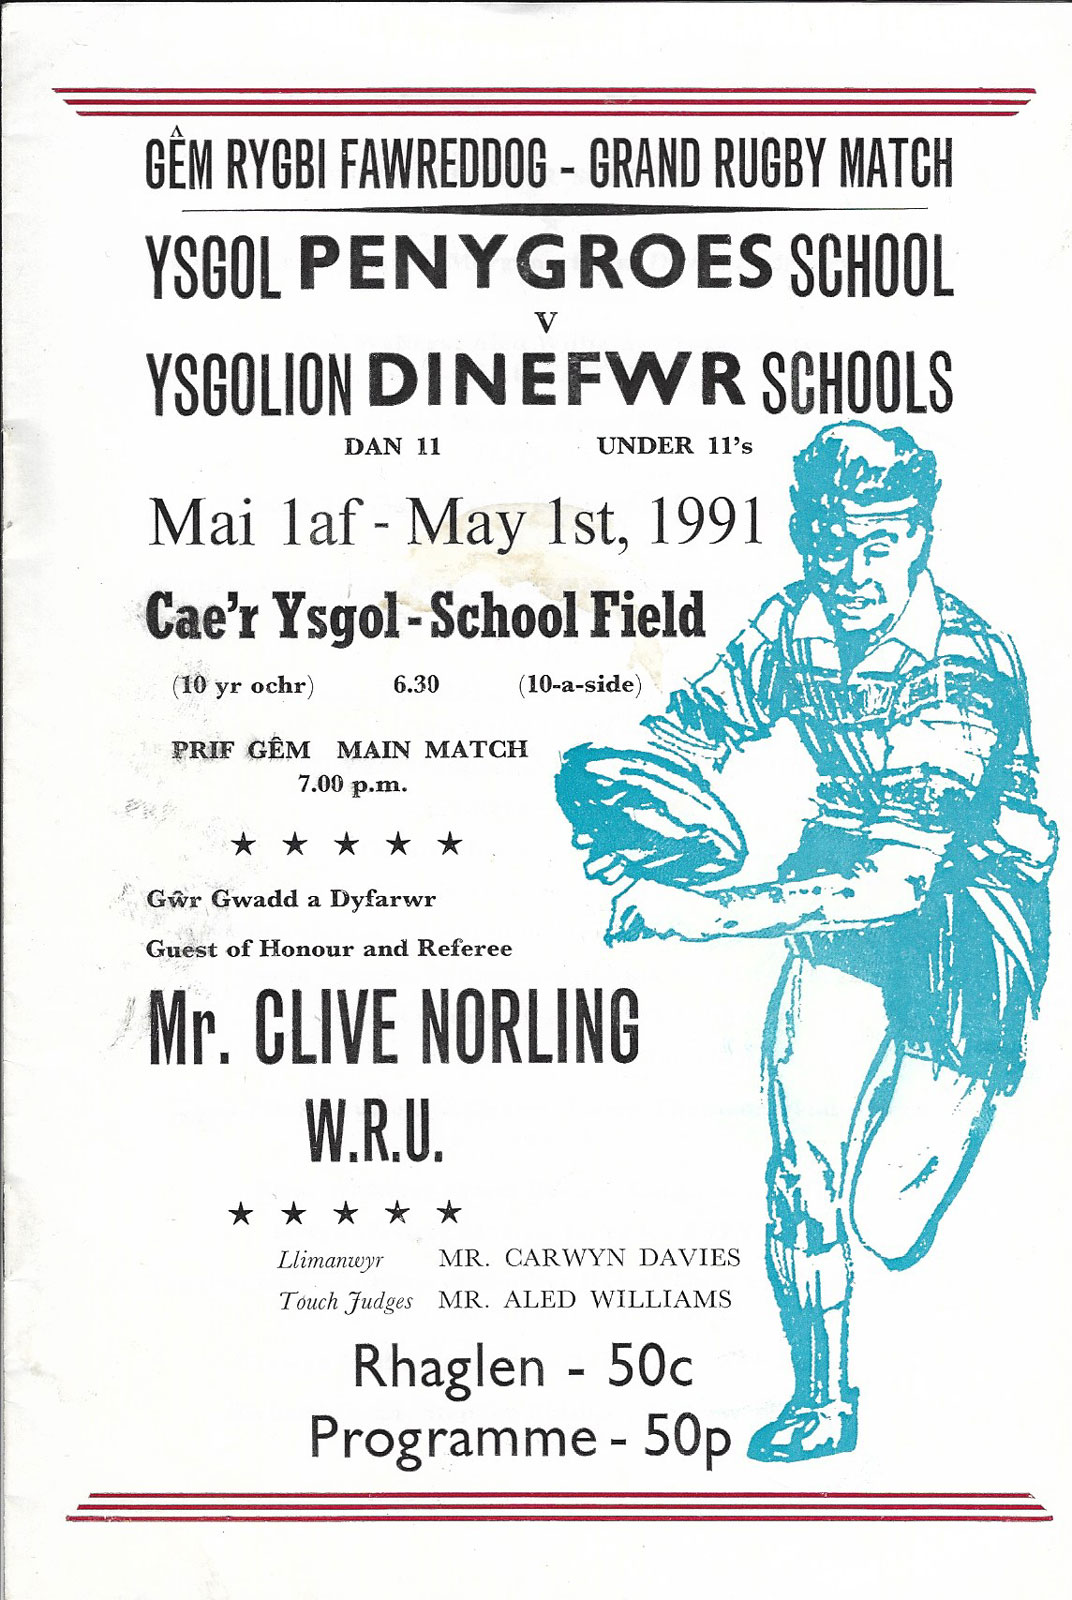 GÊM RYGBI FAWREDDOG - GRAND RUGBY MATCH
YSGOL PENYGROES SCHOOL
V
YSGOLION DINEFWR SCHOOLS
DAN 11 UNDER 11's
Mai 1af - May 1st, 1991
Cae'r Ysgol - School Field
(10 yr ochr) 6.30 (10-a-side)
PRIF GÊM MAIN MATCH
7.00 p.m.
★ ★ ★ ★ ★
Gŵr Gwadd a Dyfarwr
Guest of Honour and Referee
Mr. CLIVE NORLING
W.R.U.
★ ★ ★ ★ ★
Llimanwyr MR. CARWYN DAVIES
Touch Judges MR. ALED WILLIAMS
Rhaglen - 50c
Programme - 50p